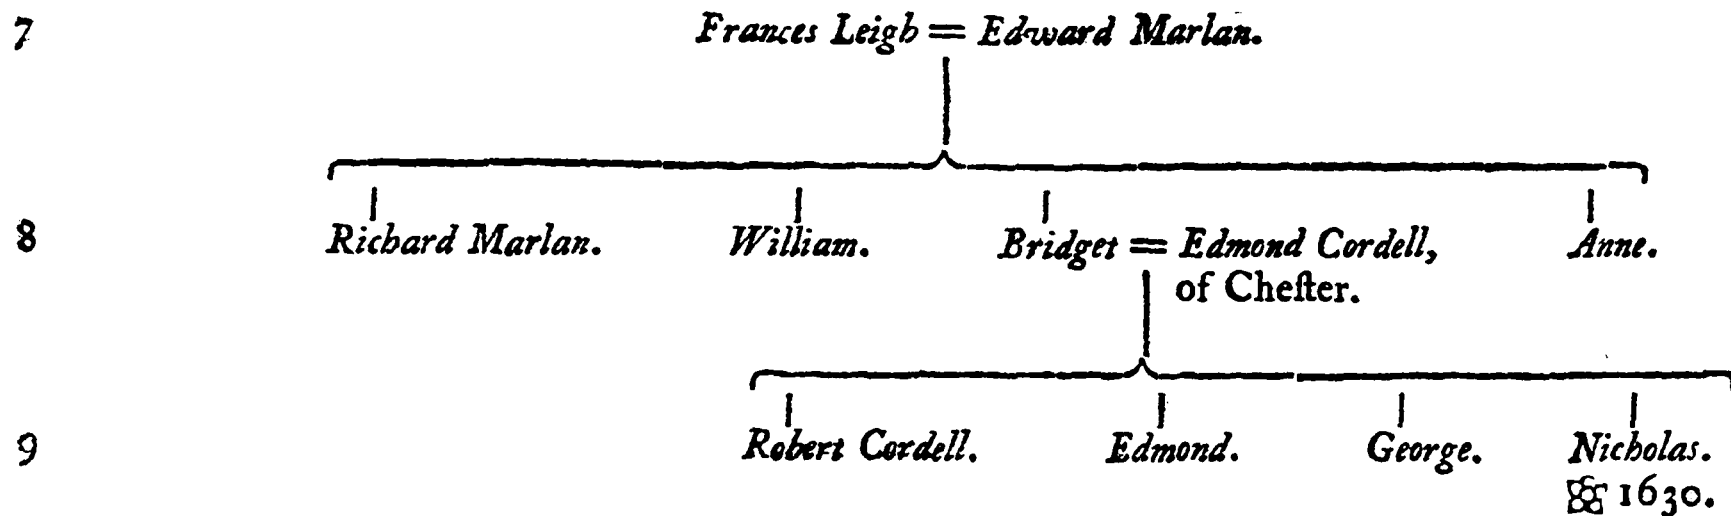 7 Frances Leigh = Edward Marlan.
8 Richard Marlan. William. Bridget = Edmond Cordell, Anne.
of Cheſter.
9 Robert Cordell. Edmond. George. Nicholas.
1630.